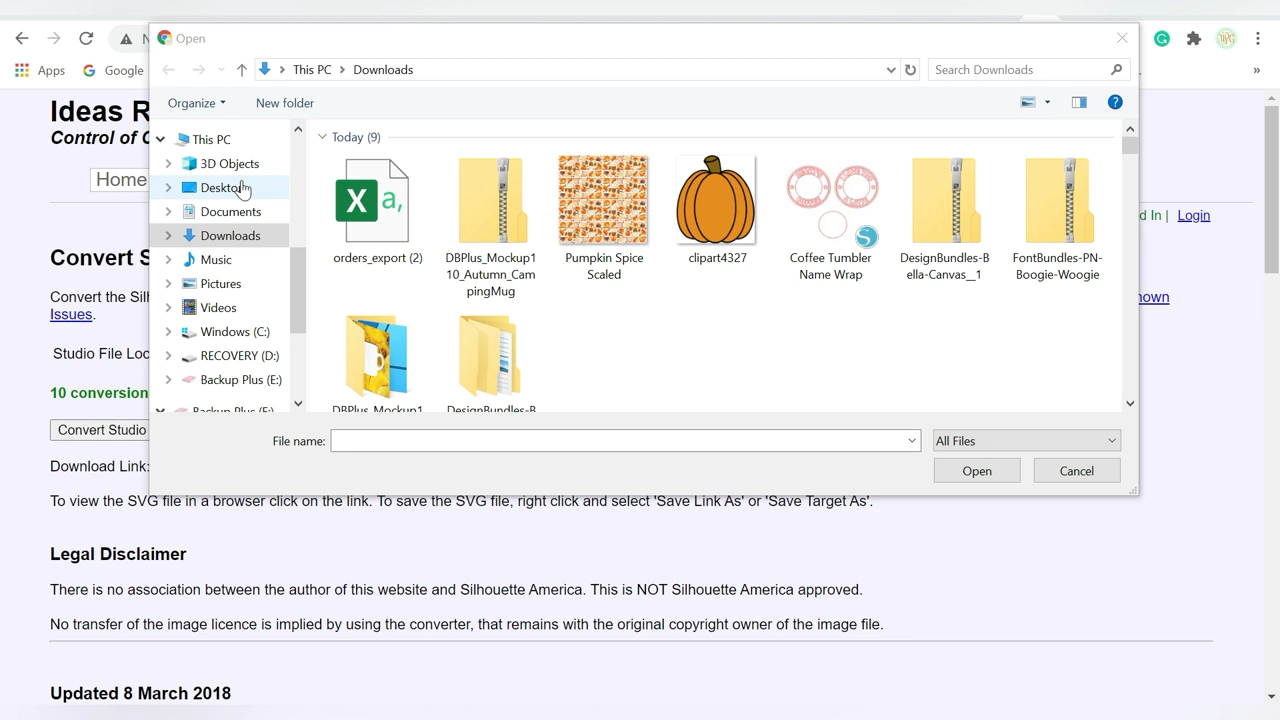 Open
This PC
Downloads
Search Downloads
Apps
Google
Organize
New folder
Ideas R
Control of C
Home
d In |
Login
This PC
3D Objects
Desktop
Documents
Downloads
Music
Pictures
Videos
Windows (C:)
RECOVERY (D:)
Backup Plus (E:)
Backup Plus (E:)
Today (9)
orders_export (2)
DBPlus_Mockup1
10_Autumn_Cam
pingMug
Pumpkin Spice
Scaled
clipart4327
Coffee Tumbler
Name Wrap
DesignBundles-B
ella-Canvas__1
FontBundles-PN-
Boogie-Woogie
DBPlus_Mockup1
DesignBundles-B
Convert S
Convert the Sil
nown
Issues.
Studio File Loc
10 conversion
Convert Studio
Download Link:
File name:
All Files
Open
Cancel
To view the SVG file in a browser click on the link. To save the SVG file, right click and select 'Save Link As' or 'Save Target As'.
Legal Disclaimer
There is no association between the author of this website and Silhouette America. This is NOT Silhouette America approved.
No transfer of the image licence is implied by using the converter, that remains with the original copyright owner of the image file.
Updated 8 March 2018